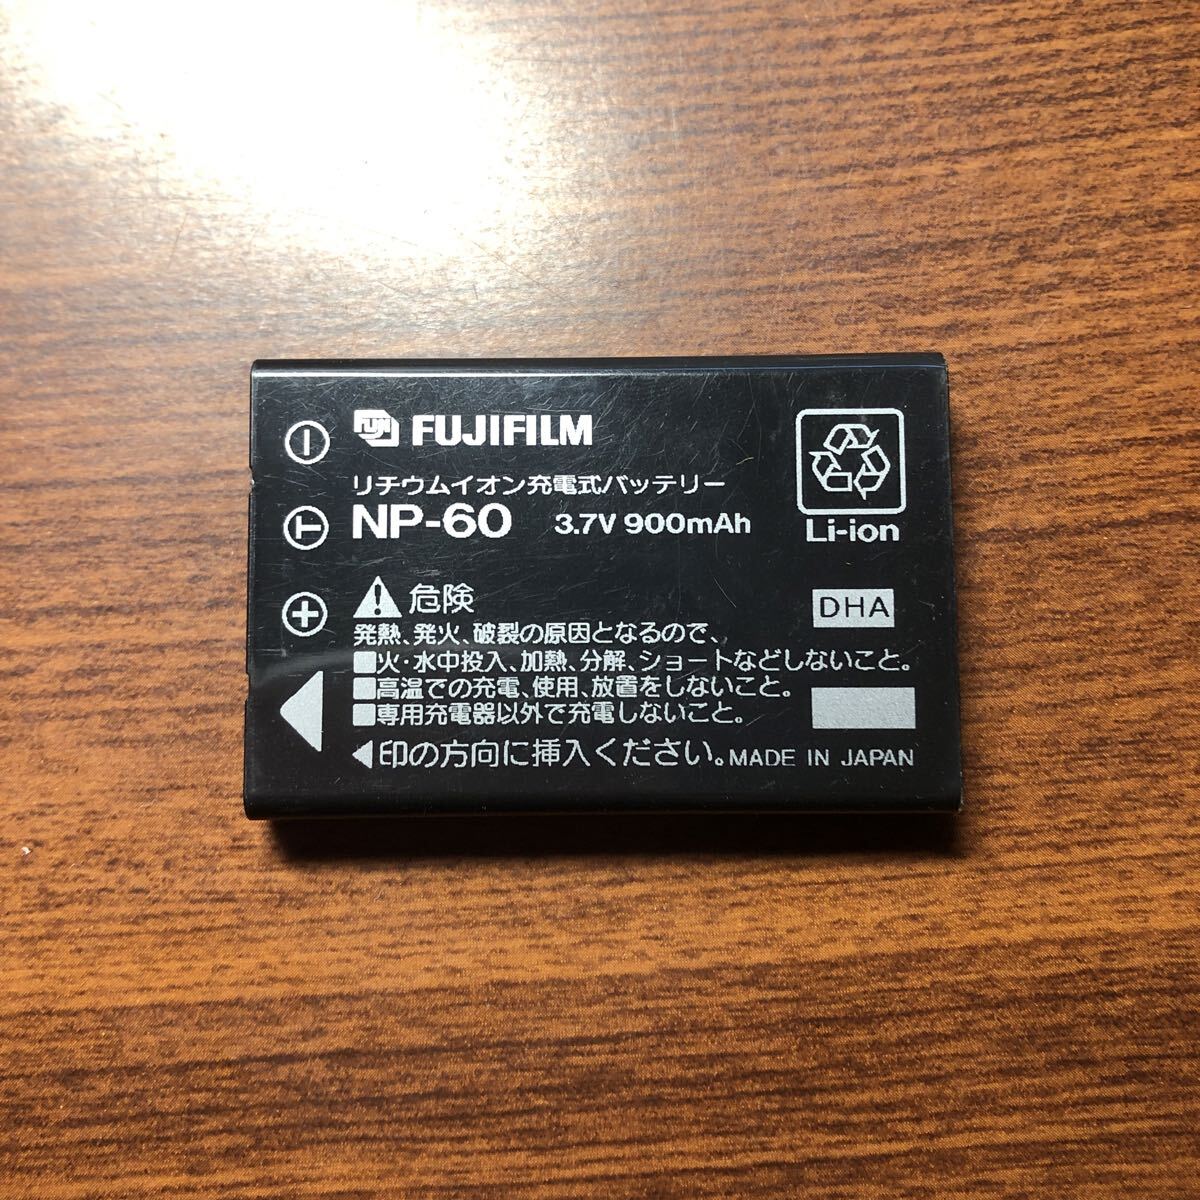 FUJI FUJIFILM
リチウムイオン充電式バッテリー
NP-60 3.7V 900mAh
Li-ion
危険
DHA
発熱、発火、破裂の原因となるので、
■火・水中投入、加熱、分解、ショートなどしないこと。
■高温での充電、使用、放置をしないこと。
■専用充電器以外で充電しないこと。
◀印の方向に挿入ください。MADE IN JAPAN